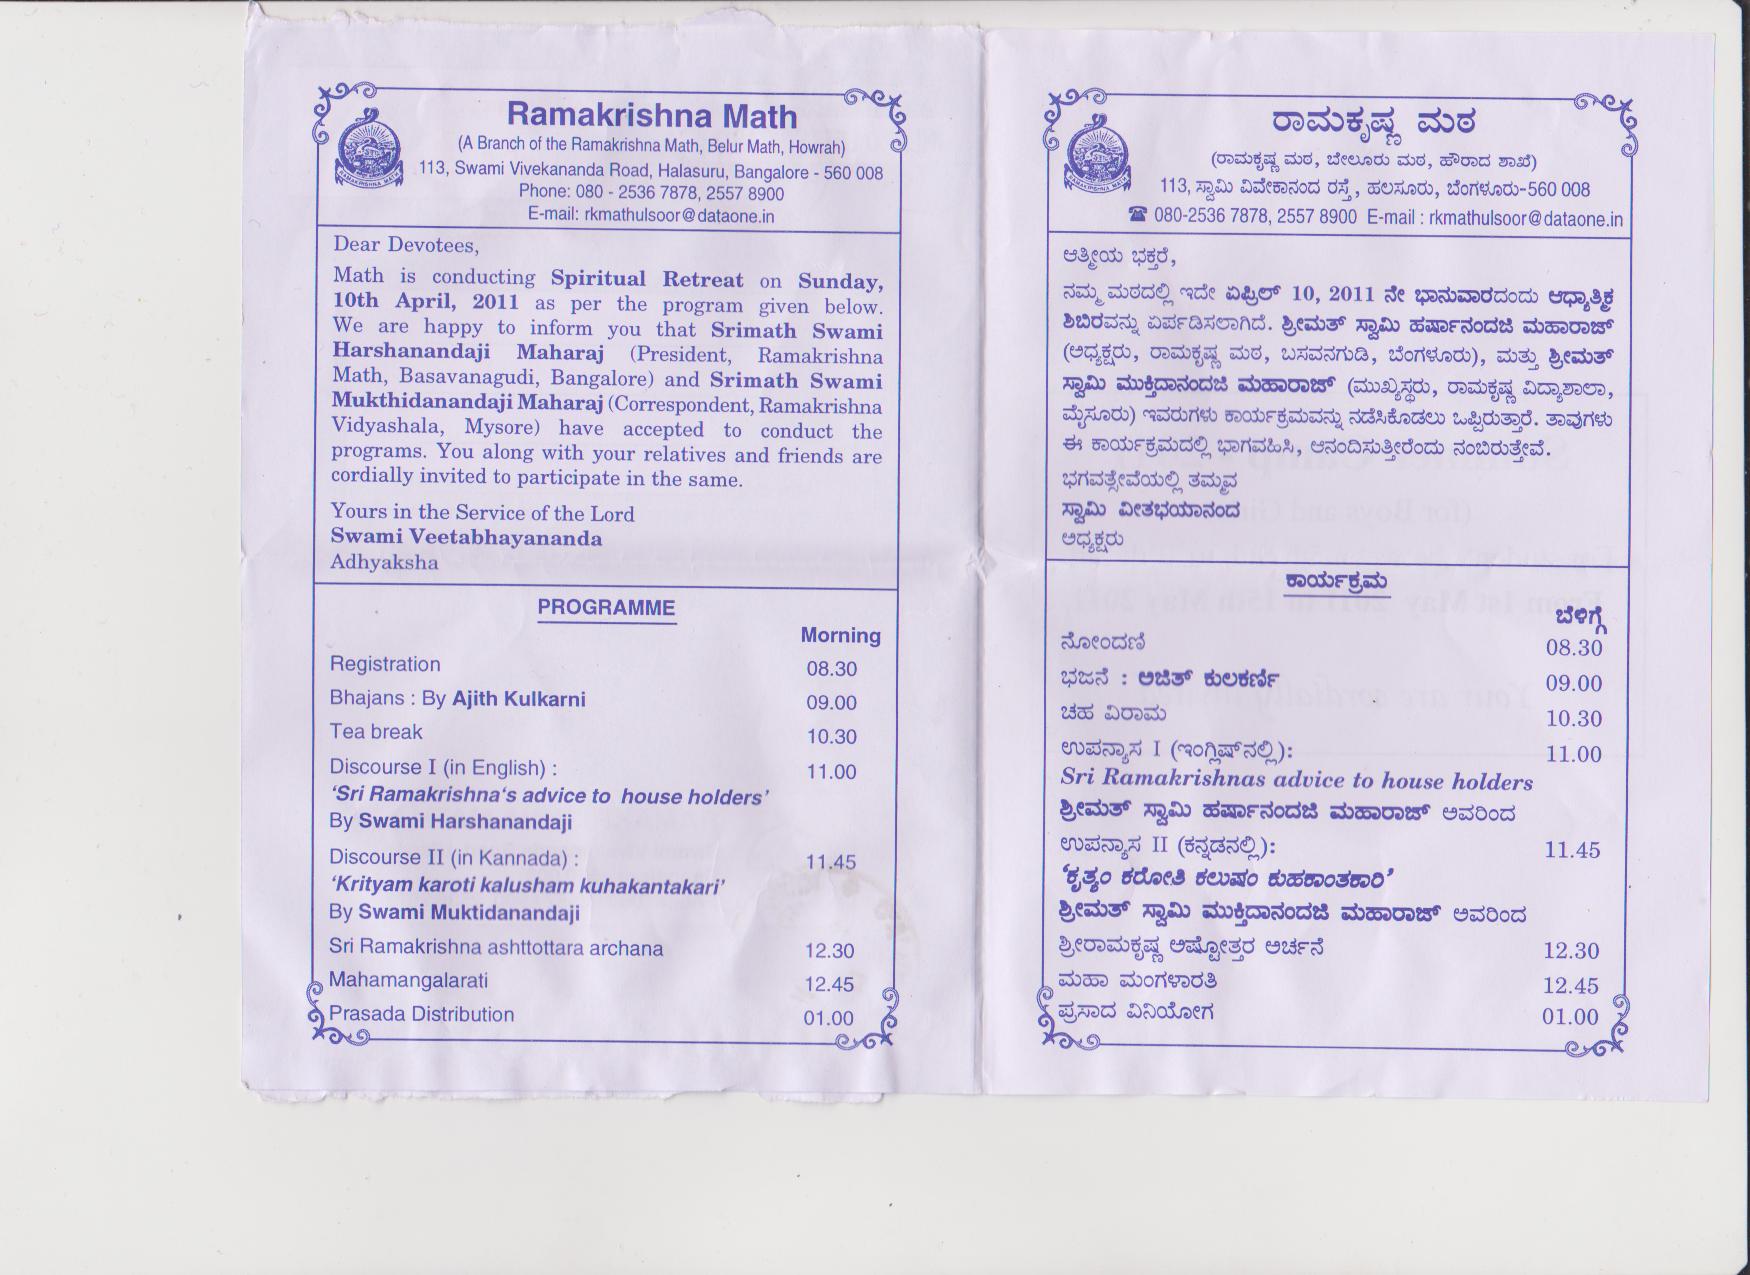 Ramakrishna Math
(A Branch of the Ramakrishna Math, Belur Math, Howrah)
113, Swami Vivekananda Road, Halasuru, Bangalore - 560 008
Phone: 080 - 2536 7878, 2557 8900
E-mail: rkmathulsoor@dataone.in
Dear Devotees,
Math is conducting Spiritual Retreat on Sunday,
10th April, 2011 as per the program given below.
We are happy to inform you that Srimath Swami
Harshanandaji Maharaj (President, Ramakrishna
Math, Basavanagudi, Bangalore) and Srimath Swami
Mukthidanandaji Maharaj (Correspondent, Ramakrishna
Vidyashala, Mysore) have accepted to conduct the
programs. You along with your relatives and friends are
cordially invited to participate in the same.
Yours in the Service of the Lord
Swami Veetabhayananda
Adhyaksha
PROGRAMME
Morning
Registration 08.30
Bhajans : By Ajith Kulkarni 09.00
Tea break 10.30
Discourse I (in English) : 11.00
‘Sri Ramakrishna‘s advice to house holders’
By Swami Harshanandaji
Discourse II (in Kannada) : 11.45
‘Krityam karoti kalusham kuhakantakari’
By Swami Muktidanandaji
Sri Ramakrishna ashttottara archana 12.30
Mahamangalarati 12.45
Prasada Distribution 01.00
ರಾಮಕೃಷ್ಣ ಮಠ
(ರಾಮಕೃಷ್ಣ ಮಠ, ಬೇಲೂರು ಮಠ, ಹೌರಾದ ಶಾಖೆ)
113, ಸ್ವಾಮಿ ವಿವೇಕಾನಂದ ರಸ್ತೆ, ಹಲಸೂರು, ಬೆಂಗಳೂರು-560 008
☎ 080-2536 7878, 2557 8900 E-mail : rkmathulsoor@dataone.in
ಆತ್ಮೀಯ ಭಕ್ತರೆ,
ನಮ್ಮ ಮಠದಲ್ಲಿ ಇದೇ ಏಪ್ರಿಲ್ 10, 2011 ನೇ ಭಾನುವಾರದಂದು ಆಧ್ಯಾತ್ಮಿಕ
ಶಿಬಿರವನ್ನು ಏರ್ಪಡಿಸಲಾಗಿದೆ. ಶ್ರೀಮತ್ ಸ್ವಾಮಿ ಹರ್ಷಾನಂದಜಿ ಮಹಾರಾಜ್
(ಅಧ್ಯಕ್ಷರು, ರಾಮಕೃಷ್ಣ ಮಠ, ಬಸವನಗುಡಿ, ಬೆಂಗಳೂರು), ಮತ್ತು ಶ್ರೀಮತ್
ಸ್ವಾಮಿ ಮುಕ್ತಿದಾನಂದಜಿ ಮಹಾರಾಜ್ (ಮುಖ್ಯಸ್ಥರು, ರಾಮಕೃಷ್ಣ ವಿದ್ಯಾಶಾಲಾ,
ಮೈಸೂರು) ಇವರುಗಳು ಕಾರ್ಯಕ್ರಮವನ್ನು ನಡೆಸಿಕೊಡಲು ಒಪ್ಪಿರುತ್ತಾರೆ. ತಾವುಗಳು
ಈ ಕಾರ್ಯಕ್ರಮದಲ್ಲಿ ಭಾಗವಹಿಸಿ, ಆನಂದಿಸುತ್ತೀರೆಂದು ನಂಬಿರುತ್ತೇವೆ.
ಭಗವತ್ಸೇವೆಯಲ್ಲಿ ತಮ್ಮವ
ಸ್ವಾಮಿ ವೀತಭಯಾನಂದ
ಅಧ್ಯಕ್ಷರು
ಕಾರ್ಯಕ್ರಮ
ಬೆಳಿಗ್ಗೆ
ನೋಂದಣಿ 08.30
ಭಜನೆ : ಅಜಿತ್ ಕುಲಕರ್ಣಿ 09.00
ಚಹ ವಿರಾಮ 10.30
ಉಪನ್ಯಾಸ I (ಇಂಗ್ಲಿಷ್‌ನಲ್ಲಿ): 11.00
Sri Ramakrishnas advice to house holders
ಶ್ರೀಮತ್ ಸ್ವಾಮಿ ಹರ್ಷಾನಂದಜಿ ಮಹಾರಾಜ್ ಅವರಿಂದ
ಉಪನ್ಯಾಸ II (ಕನ್ನಡನಲ್ಲಿ): 11.45
‘ಕೃತ್ಯಂ ಕರೋತಿ ಕಲುಷಂ ಕುಹಕಾಂತಕಾರಿ’
ಶ್ರೀಮತ್ ಸ್ವಾಮಿ ಮುಕ್ತಿದಾನಂದಜಿ ಮಹಾರಾಜ್ ಅವರಿಂದ
ಶ್ರೀರಾಮಕೃಷ್ಣ ಅಷ್ಟೋತ್ತರ ಅರ್ಚನೆ 12.30
ಮಹಾ ಮಂಗಳಾರತಿ 12.45
ಪ್ರಸಾದ ವಿನಿಯೋಗ 01.00